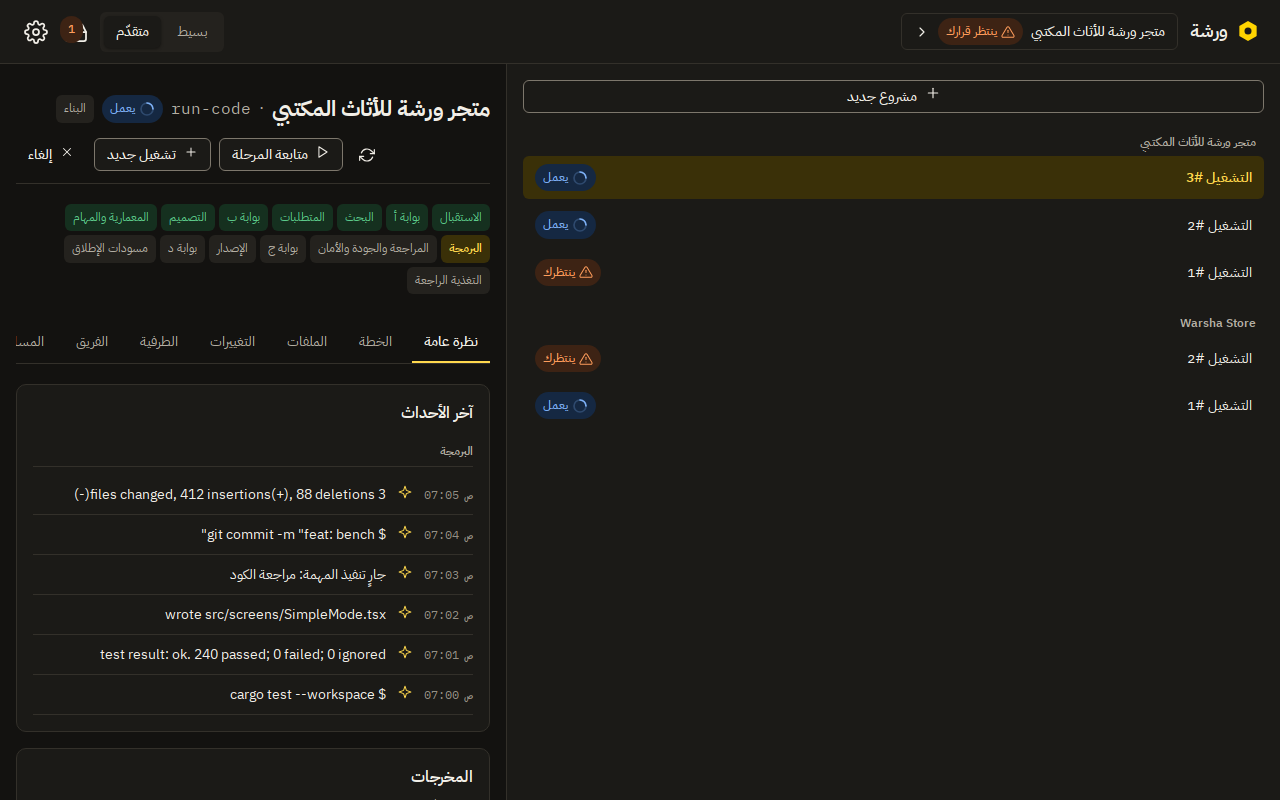 ورشة
متجر ورشة للأثاث المكتبي
ينتظر قرارك
بسيط
متقدّم
1
مشروع جديد
متجر ورشة للأثاث المكتبي
التشغيل #3
يعمل
التشغيل #2
يعمل
التشغيل #1
ينتظرك
Warsha Store
التشغيل #2
ينتظرك
التشغيل #1
يعمل
متجر ورشة للأثاث المكتبي · run-code يعمل البناء
متابعة المرحلة
تشغيل جديد
إلغاء
الاستقبال بوابة أ البحث المتطلبات بوابة ب التصميم المعمارية والمهام
البرمجة المراجعة والجودة والأمان بوابة ج الإصدار بوابة د مسودات الإطلاق
التغذية الراجعة
نظرة عامة الخطة الملفات التغييرات الطرفية الفريق المسا
آخر الأحداث
البرمجة
07:05 ص 3 files changed, 412 insertions(+), 88 deletions(-)
07:04 ص $ git commit -m "feat: bench"
07:03 ص جارٍ تنفيذ المهمة: مراجعة الكود
07:02 ص wrote src/screens/SimpleMode.tsx
07:01 ص test result: ok. 240 passed; 0 failed; 0 ignored
07:00 ص $ cargo test --workspace
المخرجات